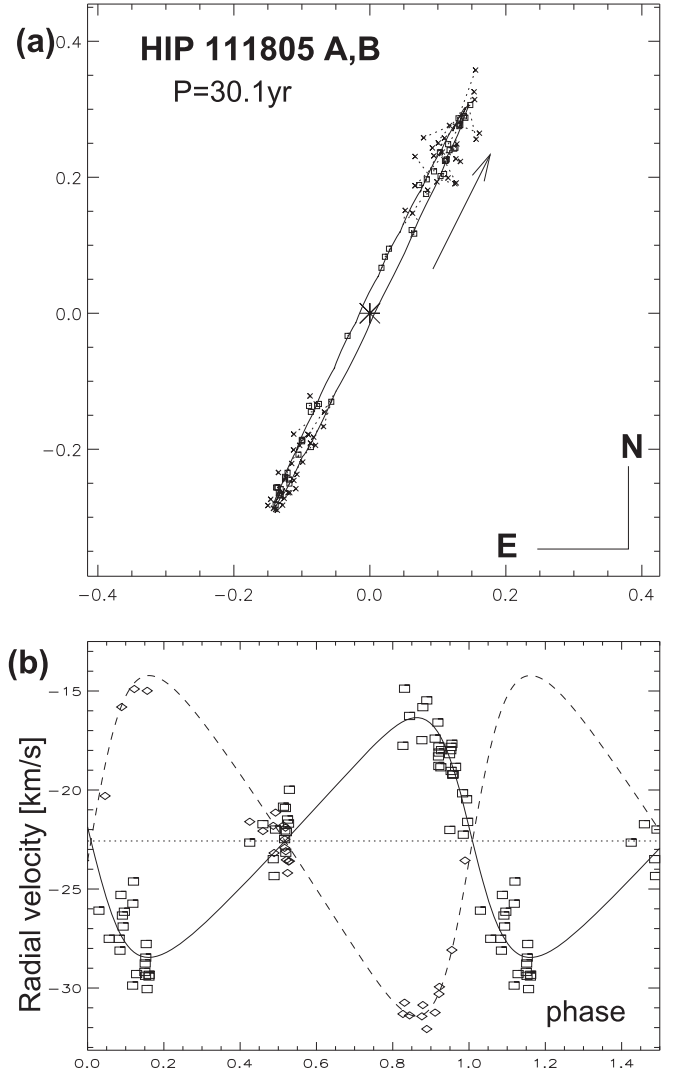 (a)
HIP 111805 A,B
P=30.1yr
0.4
0.2
0.0
−0.2
N
E
−0.4 −0.2 0.0 0.2 0.4
(b)
−15
−20
−25
−30
Radial velocity [km/s]
phase
0.0 0.2 0.4 0.6 0.8 1.0 1.2 1.4